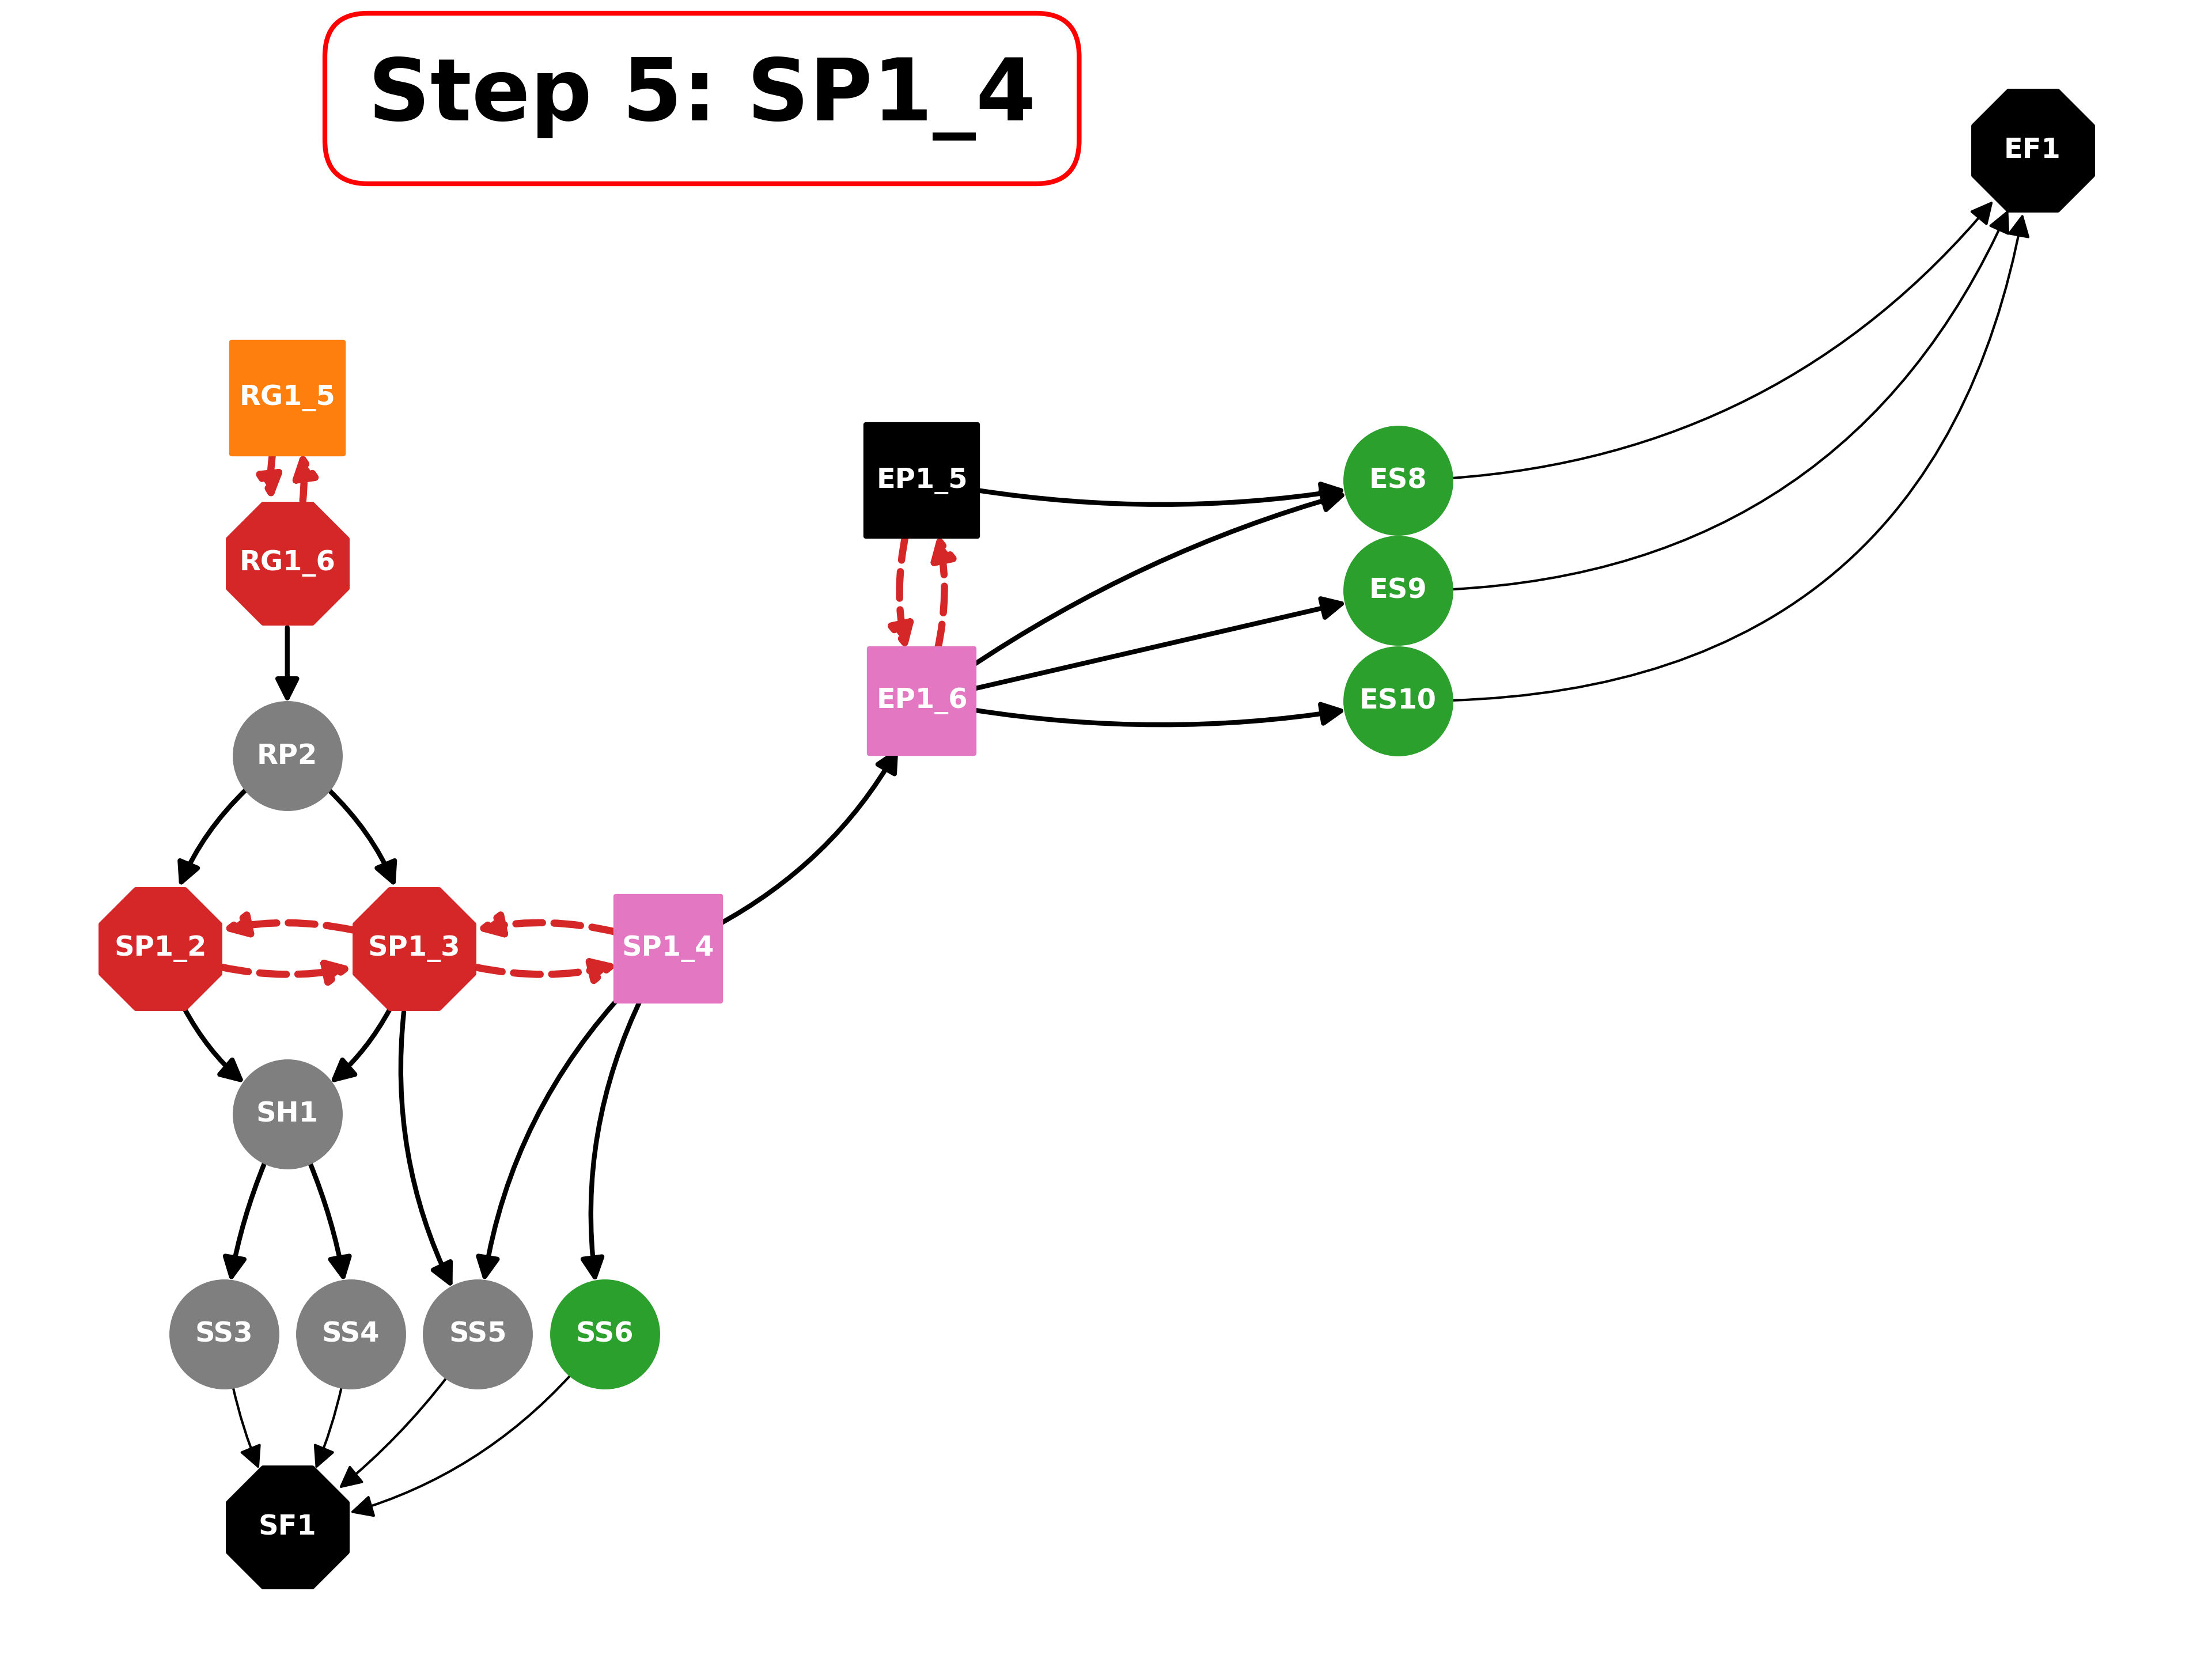 Step 5: SP1_4
EF1
RG1_5
EP1_5
ES8
RG1_6
ES9
EP1_6
ES10
RP2
SP1_2
SP1_3
SP1_4
SH1
SS3
SS4
SS5
SS6
SF1